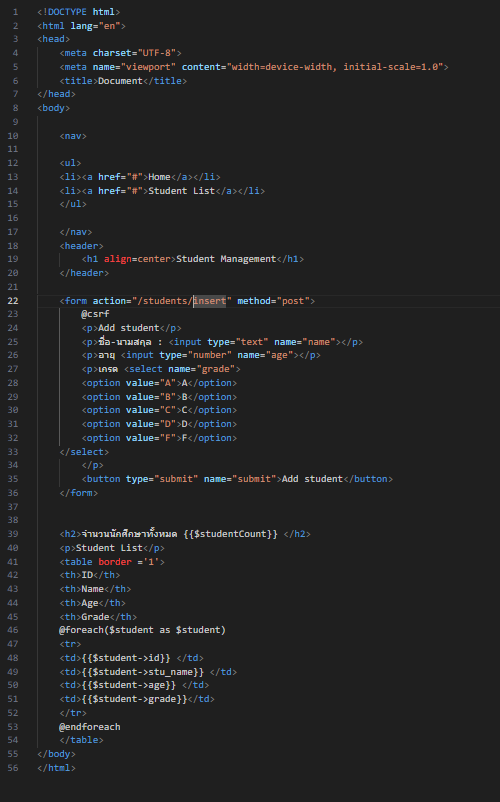 1 <!DOCTYPE html>
2 <html lang="en">
3 <head>
4 <meta charset="UTF-8">
5 <meta name="viewport" content="width=device-width, initial-scale=1.0">
6 <title>Document</title>
7 </head>
8 <body>
9
10 <nav>
11
12 <ul>
13 <li><a href="#">Home</a></li>
14 <li><a href="#">Student List</a></li>
15 </ul>
16
17 </nav>
18 <header>
19 <h1 align=center>Student Management</h1>
20 </header>
21
22 <form action="/students/insert" method="post">
23 @csrf
24 <p>Add student</p>
25 <p>ชื่อ-นามสกุล : <input type="text" name="name"></p>
26 <p>อายุ <input type="number" name="age"></p>
27 <p>เกรด <select name="grade">
28 <option value="A">A</option>
29 <option value="B">B</option>
30 <option value="C">C</option>
31 <option value="D">D</option>
32 <option value="F">F</option>
33 </select>
34 </p>
35 <button type="submit" name="submit">Add student</button>
36 </form>
37
38
39 <h2>จำนวนนักศึกษาทั้งหมด {{$studentCount}} </h2>
40 <p>Student List</p>
41 <table border ='1'>
42 <th>ID</th>
43 <th>Name</th>
44 <th>Age</th>
45 <th>Grade</th>
46 @foreach($student as $student)
47 <tr>
48 <td>{{$student->id}} </td>
49 <td>{{$student->stu_name}} </td>
50 <td>{{$student->age}} </td>
51 <td>{{$student->grade}}</td>
52 </tr>
53 @endforeach
54 </table>
55 </body>
56 </html>